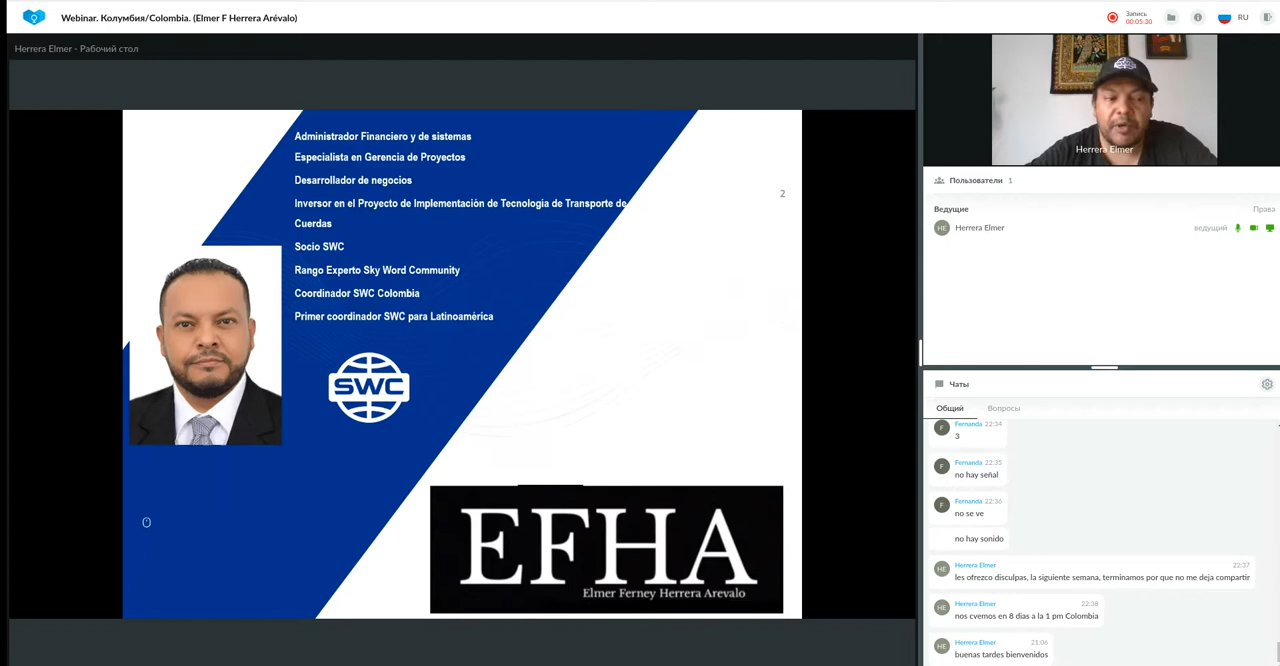 Webinar. Колумбия/Colombia. (Elmer F Herrera Arévalo)
Запись
00:05:30
RU
Herrera Elmer - Рабочий стол
Administrador Financiero y de sistemas
Especialista en Gerencia de Proyectos
Desarrollador de negocios
Inversor en el Proyecto de Implementación de Tecnología de Transporte de
Cuerdas
Socio SWC
Rango Experto Sky Word Community
Coordinador SWC Colombia
Primer coordinador SWC para Latinoamérica
2
SWC
EFHA
Elmer Ferney Herrera Arevalo
Herrera Elmer
Пользователи 1
Ведущие
Права
HE
Herrera Elmer
ведущий
Чаты
Общий
Вопросы
F
Fernanda 22:34
3
F
Fernanda 22:35
no hay señal
F
Fernanda 22:36
no se ve
no hay sonido
HE
Herrera Elmer 22:37
les ofrezco disculpas, la siguiente semana, terminamos por que no me deja compartir
HE
Herrera Elmer 22:38
nos cvemos en 8 dias a la 1 pm Colombia
HE
Herrera Elmer 21:06
buenas tardes bienvenidos